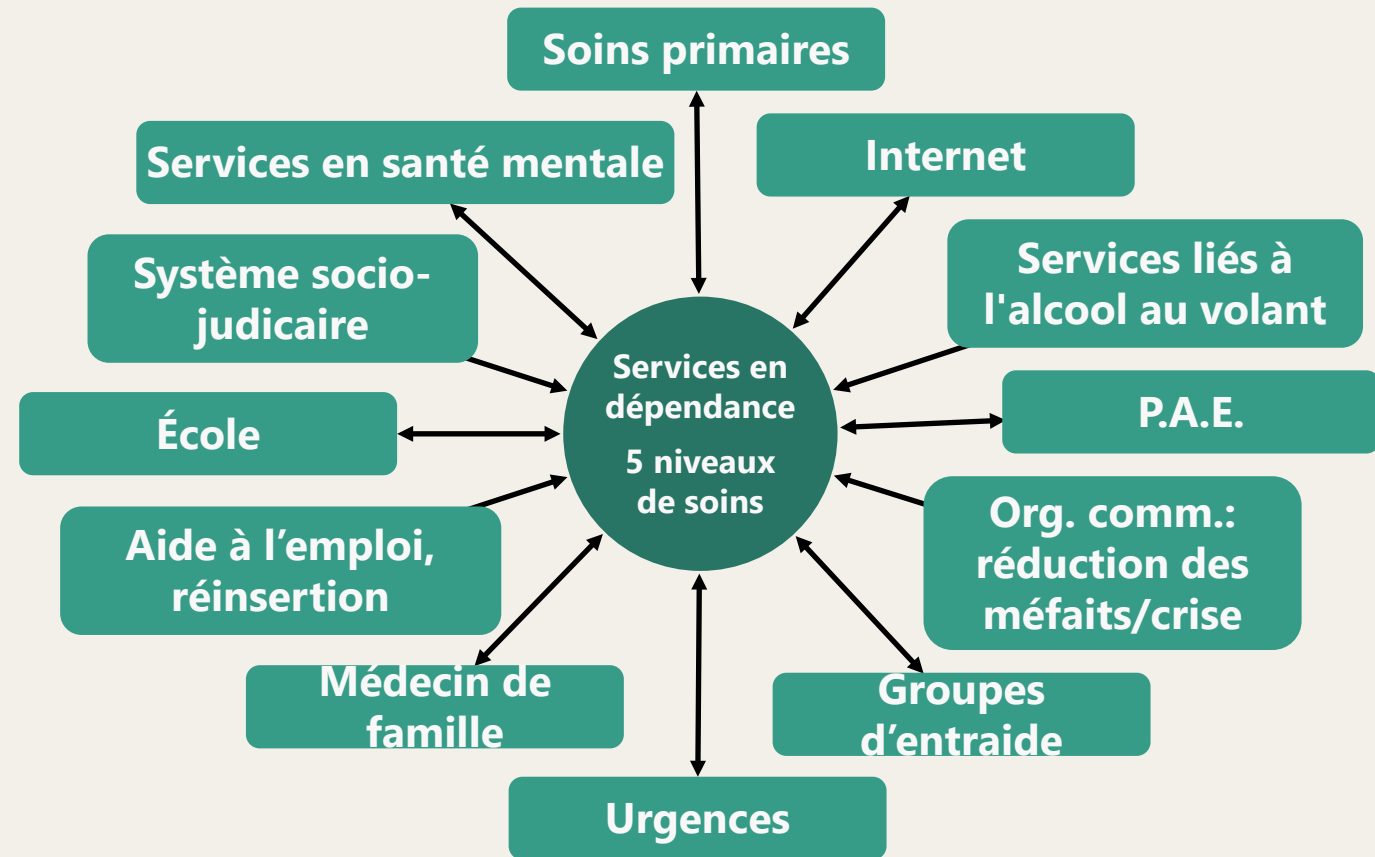 Soins primaires
Services en santé mentale
Internet
Système socio-
judicaire
Services liés à
l'alcool au volant
Services en
dépendance
5 niveaux
de soins
École
P.A.E.
Aide à l’emploi,
réinsertion
Org. comm.:
réduction des
méfaits/crise
Médecin de
famille
Groupes
d’entraide
Urgences